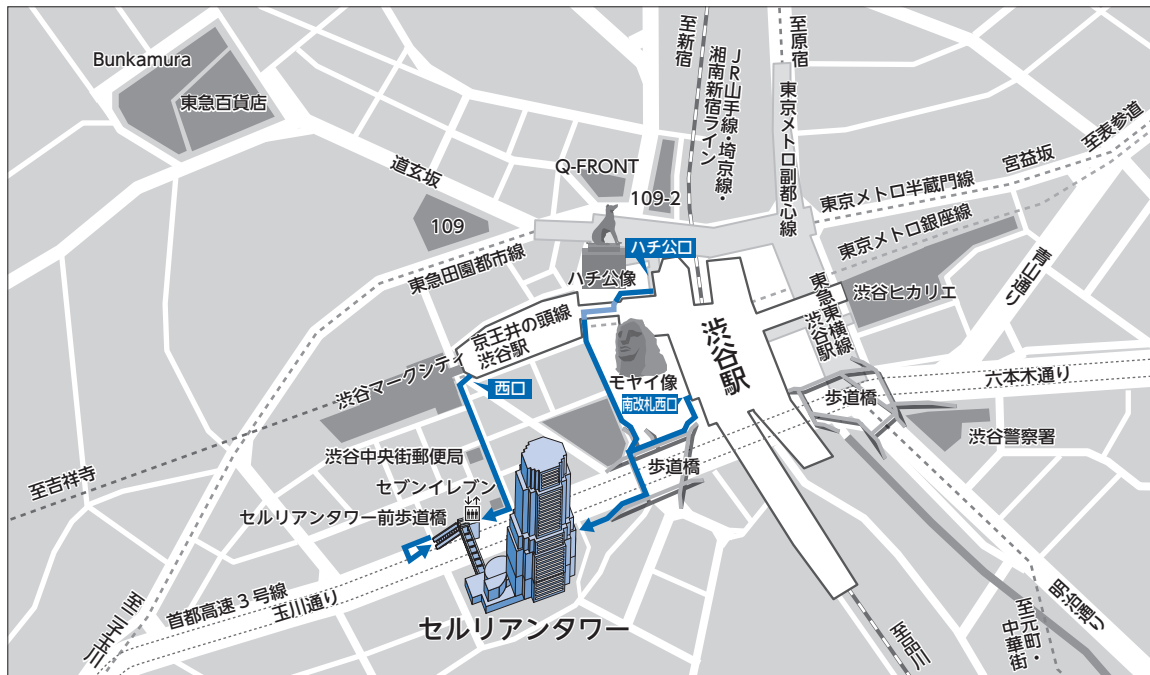 Bunkamura
東急百貨店
道玄坂
109
Q-FRONT
109-2
至新宿
JR山手線・埼京線・
湘南新宿ライン
至原宿
東京メトロ副都心線
東京メトロ半蔵門線
宮益坂
至表参道
東京メトロ銀座線
青山通り
渋谷ヒカリエ
東急東横線
渋谷駅
東急田園都市線
ハチ公像
ハチ公口
京王井の頭線
渋谷駅
渋谷マークシティ
西口
モヤイ像
南改札西口
渋谷駅
六本木通り
歩道橋
渋谷警察署
歩道橋
渋谷中央街郵便局
セブンイレブン
セルリアンタワー前歩道橋
至吉祥寺
首都高速3号線
玉川通り
至二子玉川
セルリアンタワー
至品川
至元町・
中華街
明治通り